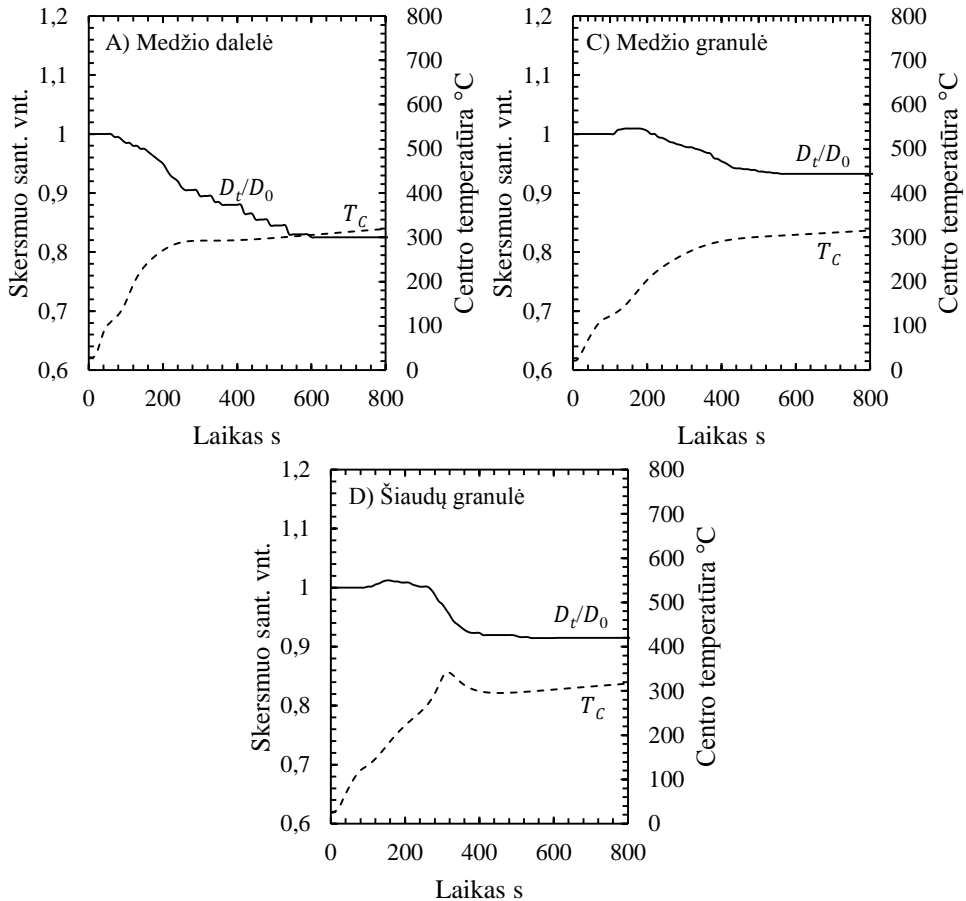 A) Medžio dalelė
Skersmuo sant. vnt.
1,2
1,1
1
0,9
0,8
0,7
0,6
D_t/D_0
T_C
800
700
600
500
400
300
200
100
0
Centro temperatūra °C
0 200 400 600 800
Laikas s
C) Medžio granulė
Skersmuo sant. vnt.
1,2
1,1
1
0,9
0,8
0,7
0,6
D_t/D_0
T_C
800
700
600
500
400
300
200
100
0
Centro temperatūra °C
0 200 400 600 800
Laikas s
D) Šiaudų granulė
Skersmuo sant. vnt.
1,2
1,1
1
0,9
0,8
0,7
0,6
D_t/D_0
T_C
800
700
600
500
400
300
200
100
0
Centro temperatūra °C
0 200 400 600 800
Laikas s